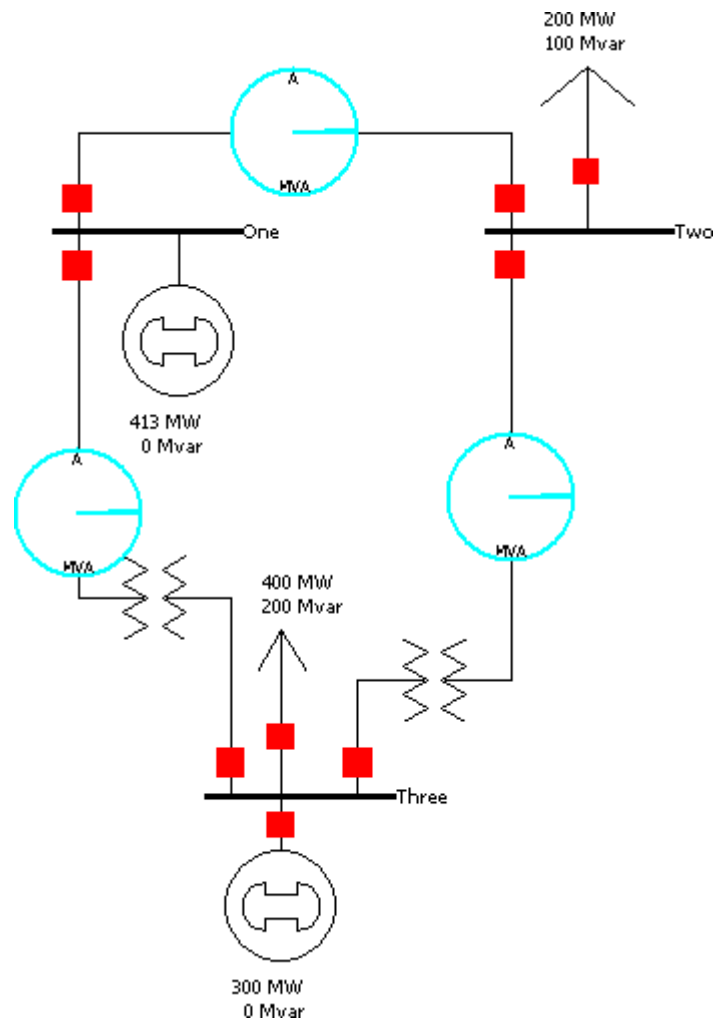 200 MW
100 Mvar
A
MVA
One
Two
413 MW
0 Mvar
A
MVA
A
MVA
400 MW
200 Mvar
Three
300 MW
0 Mvar